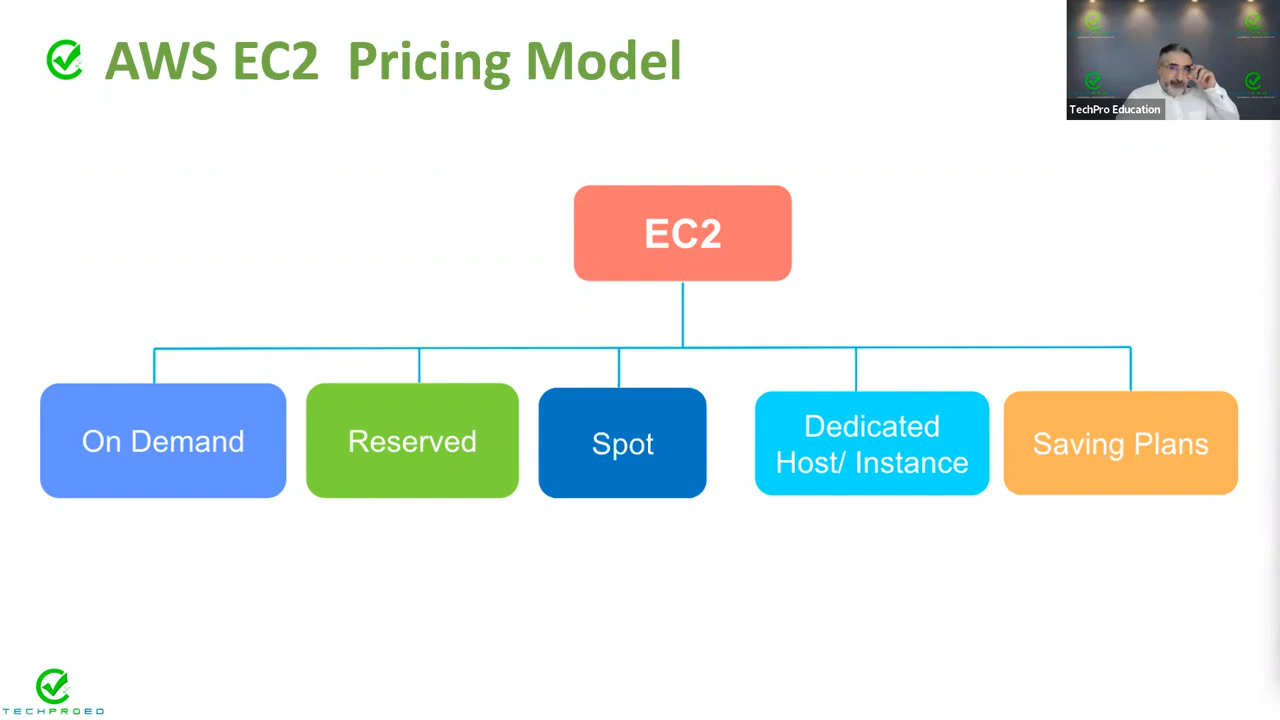 AWS EC2 Pricing Model
TechPro Education
EC2
On Demand
Reserved
Spot
Dedicated
Host/ Instance
Saving Plans
TECHPROED